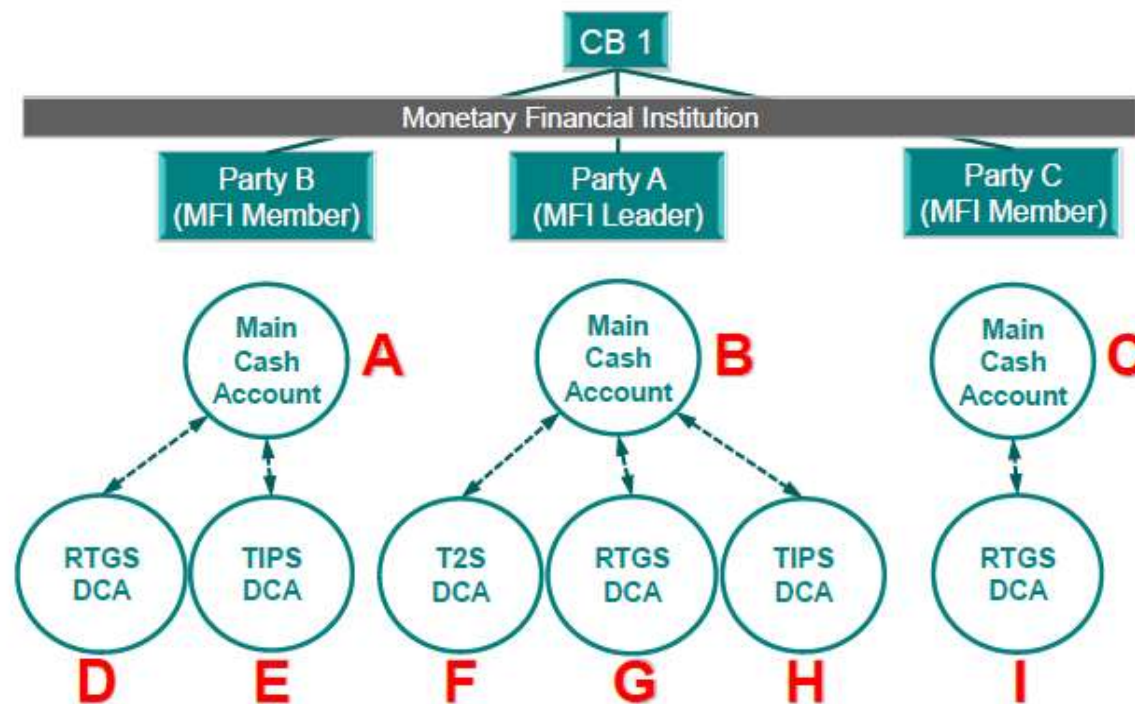 CB 1
Monetary Financial Institution
Party B
(MFI Member)
Party A
(MFI Leader)
Party C
(MFI Member)
Main
Cash
Account
A
Main
Cash
Account
B
Main
Cash
Account
C
RTGS
DCA
TIPS
DCA
T2S
DCA
RTGS
DCA
TIPS
DCA
RTGS
DCA
D
E
F
G
H
I